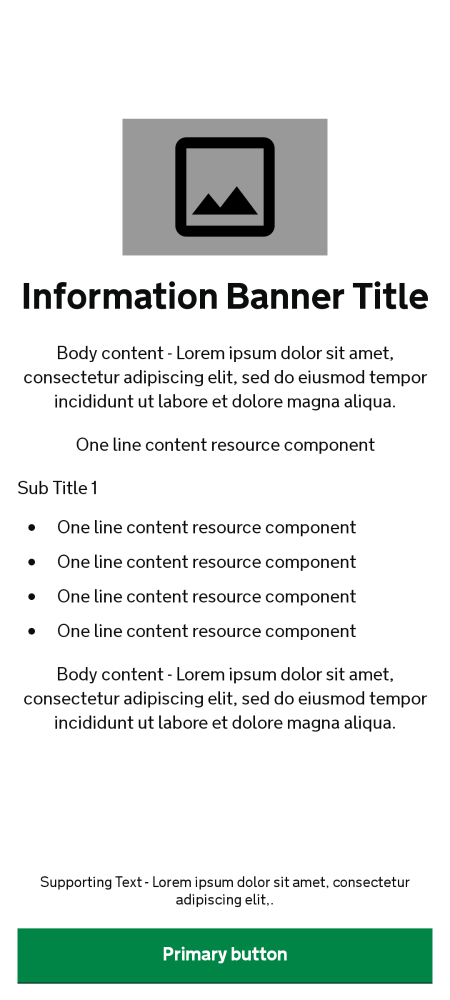 Information Banner Title
Body content - Lorem ipsum dolor sit amet,
consectetur adipiscing elit, sed do eiusmod tempor
incididunt ut labore et dolore magna aliqua.
One line content resource component
Sub Title 1
• One line content resource component
• One line content resource component
• One line content resource component
• One line content resource component
Body content - Lorem ipsum dolor sit amet,
consectetur adipiscing elit, sed do eiusmod tempor
incididunt ut labore et dolore magna aliqua.
Supporting Text - Lorem ipsum dolor sit amet, consectetur
adipiscing elit,.
Primary button